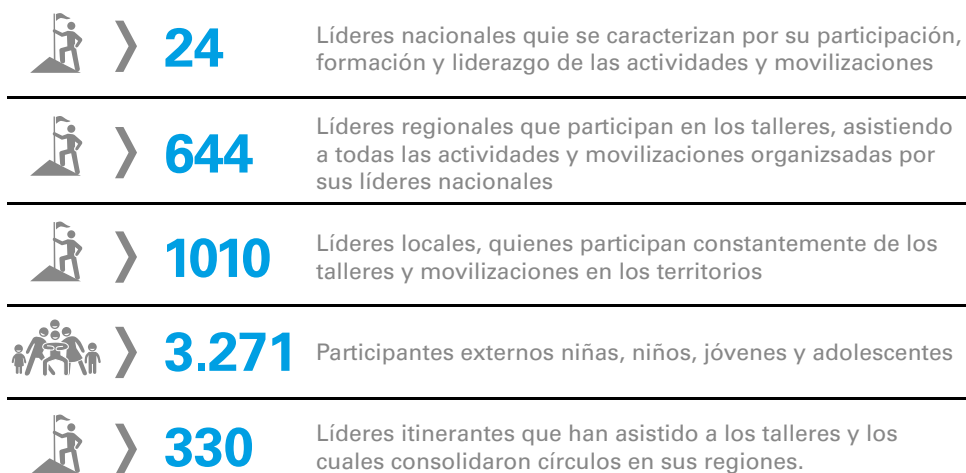 24
Líderes nacionales quie se caracterizan por su participación,
formación y liderazgo de las actividades y movilizaciones
644
Líderes regionales que participan en los talleres, asistiendo
a todas las actividades y movilizaciones organizsadas por
sus líderes nacionales
1010
Líderes locales, quienes participan constantemente de los
talleres y movilizaciones en los territorios
3.271
Participantes externos niñas, niños, jóvenes y adolescentes
330
Líderes itinerantes que han asistido a los talleres y los
cuales consolidaron círculos en sus regiones.